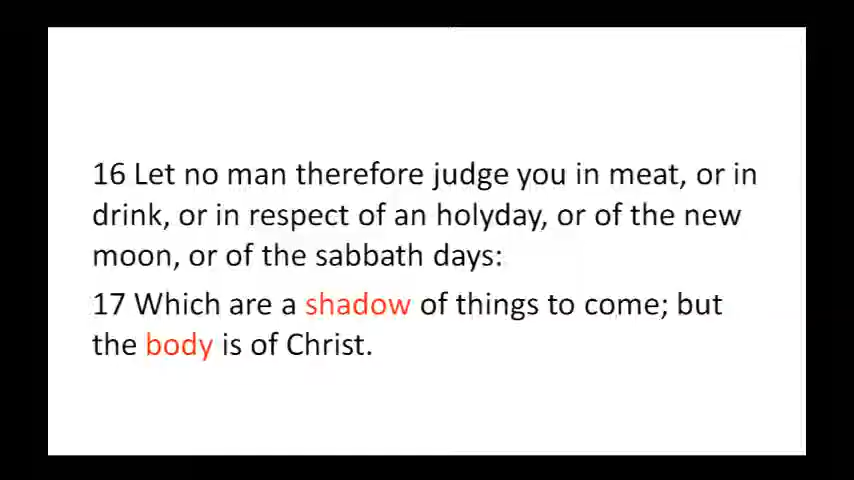 16 Let no man therefore judge you in meat, or in
drink, or in respect of an holyday, or of the new
moon, or of the sabbath days:
17 Which are a shadow of things to come; but
the body is of Christ.